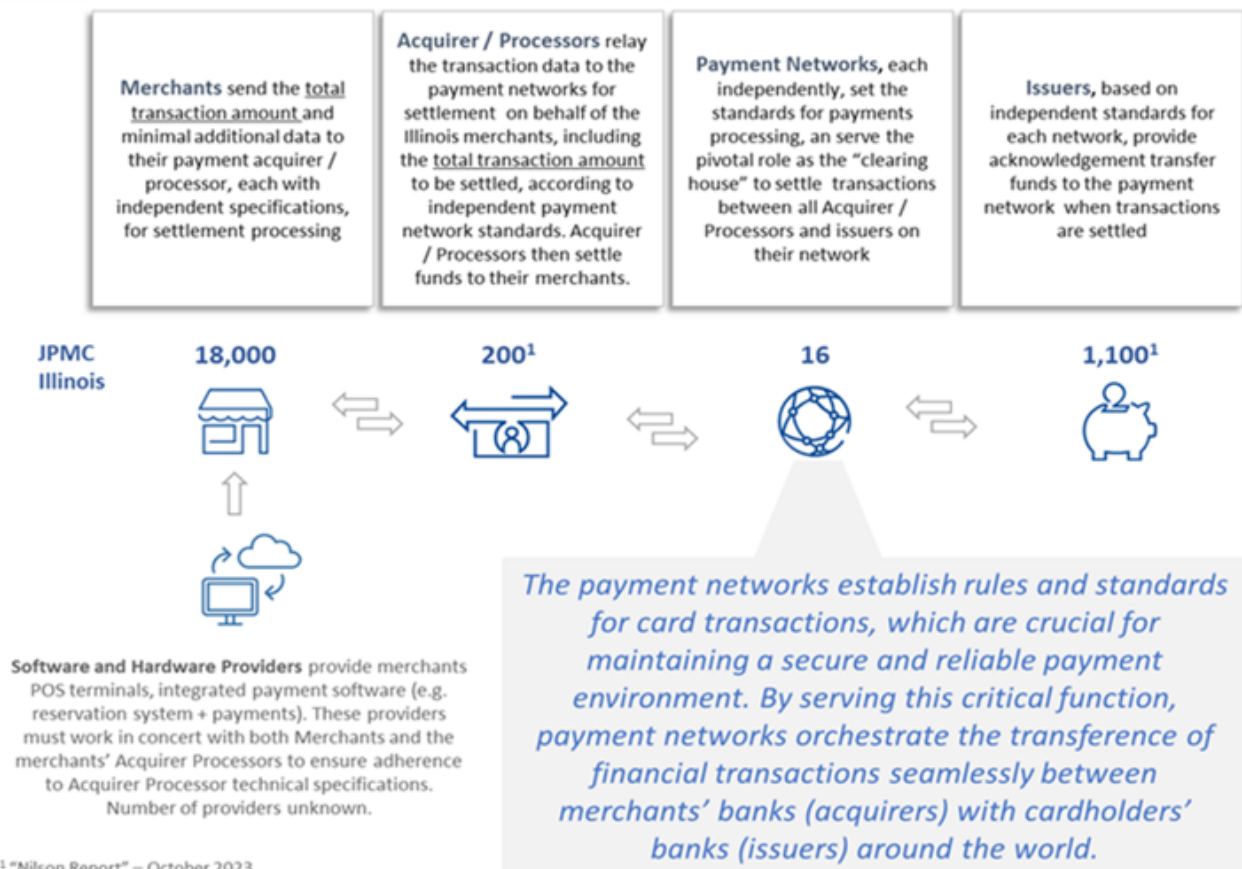 Merchants send the total
transaction amount and
minimal additional data to
their payment acquirer /
processor, each with
independent specifications,
for settlement processing
Acquirer / Processors relay
the transaction data to the
payment networks for
settlement on behalf of the
Illinois merchants, including
the total transaction amount
to be settled, according to
independent payment
network standards. Acquirer
/ Processors then settle
funds to their merchants.
Payment Networks, each
independently, set the
standards for payments
processing, an serve the
pivotal role as the “clearing
house” to settle transactions
between all Acquirer /
Processors and issuers on
their network
Issuers, based on
independent standards for
each network, provide
acknowledgement transfer
funds to the payment
network when transactions
are settled
JPMC
Illinois
18,000
200¹
16
1,100¹
Software and Hardware Providers provide merchants
POS terminals, integrated payment software (e.g.
reservation system + payments). These providers
must work in concert with both Merchants and the
merchants’ Acquirer Processors to ensure adherence
to Acquirer Processor technical specifications.
Number of providers unknown.
The payment networks establish rules and standards
for card transactions, which are crucial for
maintaining a secure and reliable payment
environment. By serving this critical function,
payment networks orchestrate the transference of
financial transactions seamlessly between
merchants’ banks (acquirers) with cardholders’
banks (issuers) around the world.
¹ “Nilson Report” – October 2023